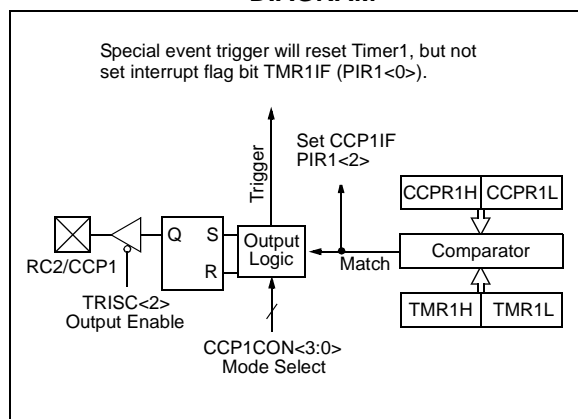 Special event trigger will reset Timer1, but not
set interrupt flag bit TMR1IF (PIR1<0>).
Set CCP1IF
PIR1<2>
Trigger
CCPR1H CCPR1L
Q S
R
Output
Logic
Match
Comparator
RC2/CCP1
TRISC<2>
Output Enable
TMR1H TMR1L
CCP1CON<3:0>
Mode Select